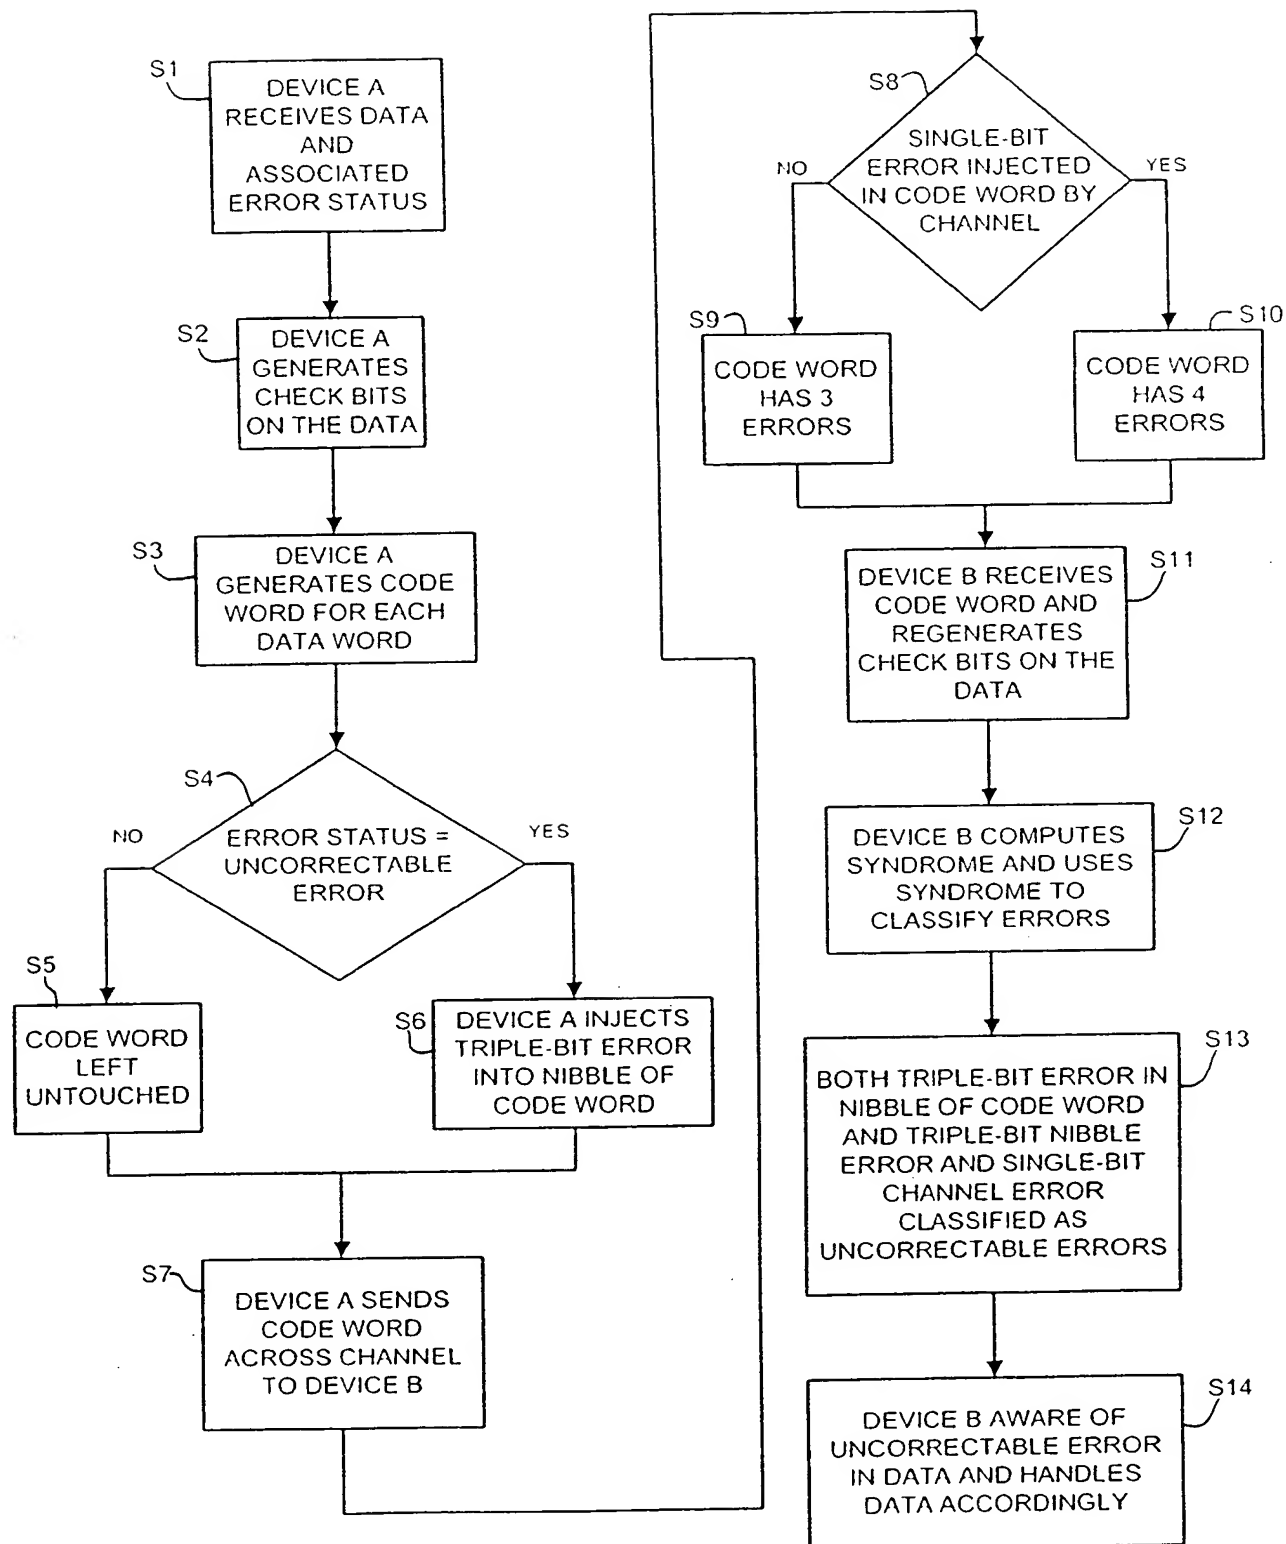 S1
DEVICE A
RECEIVES DATA
AND
ASSOCIATED
ERROR STATUS
S2
DEVICE A
GENERATES
CHECK BITS
ON THE DATA
S3
DEVICE A
GENERATES CODE
WORD FOR EACH
DATA WORD
S4
NO
ERROR STATUS =
UNCORRECTABLE
ERROR
YES
S5
CODE WORD
LEFT
UNTOUCHED
S6
DEVICE A INJECTS
TRIPLE-BIT ERROR
INTO NIBBLE OF
CODE WORD
S7
DEVICE A SENDS
CODE WORD
ACROSS CHANNEL
TO DEVICE B
S8
NO
SINGLE-BIT
ERROR INJECTED
IN CODE WORD BY
CHANNEL
YES
S9
CODE WORD
HAS 3
ERRORS
S10
CODE WORD
HAS 4
ERRORS
S11
DEVICE B RECEIVES
CODE WORD AND
REGENERATES
CHECK BITS ON THE
DATA
S12
DEVICE B COMPUTES
SYNDROME AND USES
SYNDROME TO
CLASSIFY ERRORS
S13
BOTH TRIPLE-BIT ERROR IN
NIBBLE OF CODE WORD
AND TRIPLE-BIT NIBBLE
ERROR AND SINGLE-BIT
CHANNEL ERROR
CLASSIFIED AS
UNCORRECTABLE ERRORS
S14
DEVICE B AWARE OF
UNCORRECTABLE ERROR
IN DATA AND HANDLES
DATA ACCORDINGLY